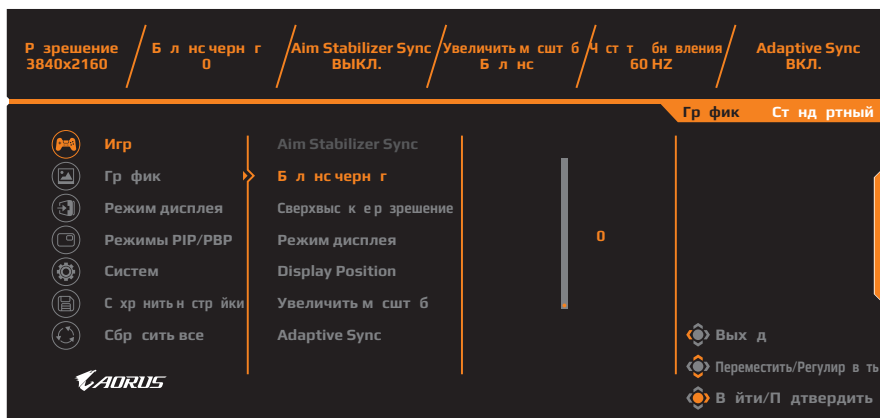 Р зрешение
3840x2160
Б л нс черн г
0
Aim Stabilizer Sync
ВЫКЛ.
Увеличить м сшт б
Б л нс
Ч ст т бн вления
60 HZ
Adaptive Sync
ВКЛ.
Гр фик Ст нд ртный
Игр
Гр фик
Режим дисплея
Режимы PIP/PBP
Систем
С хр нить н стр йки
Сбр сить все
Aim Stabilizer Sync
Б л нс черн г
Сверхвыс к е р зрешение
Режим дисплея
Display Position
Увеличить м сшт б
Adaptive Sync
0
Вых д
Переместить/Регулир в ть
В йти/П дтвердить
AORUS